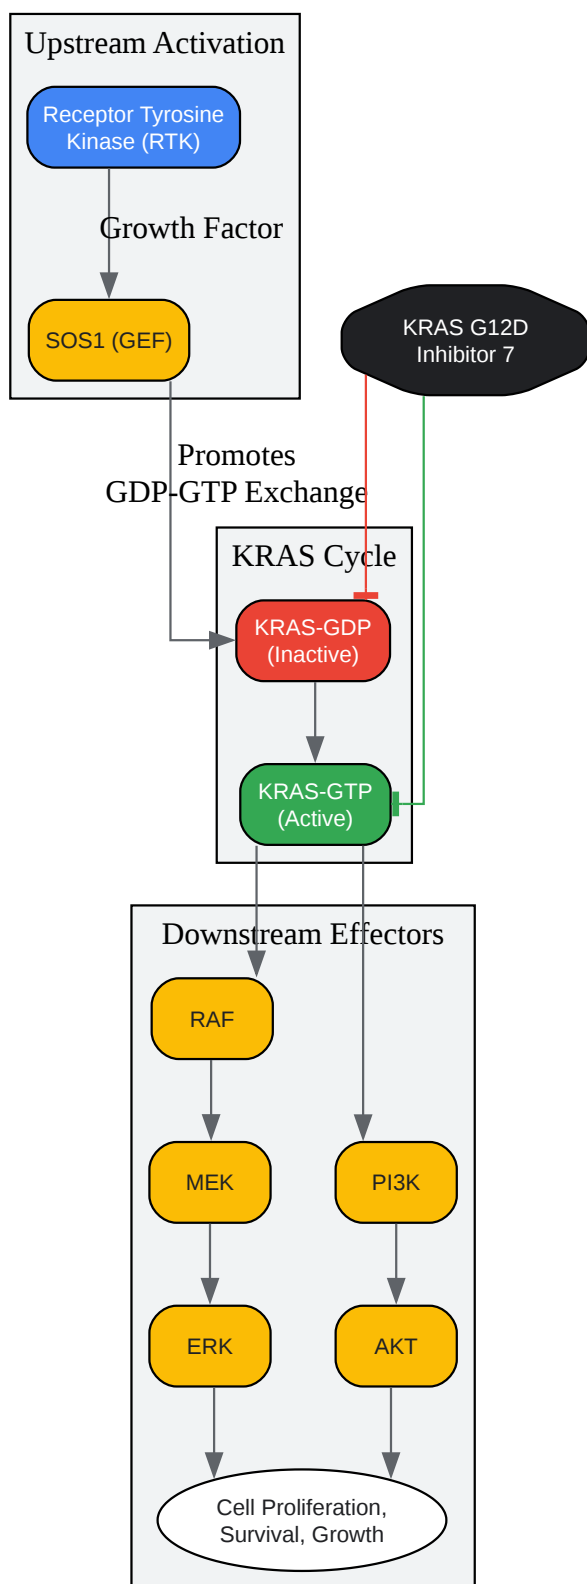 Upstream Activation
Receptor Tyrosine
Kinase (RTK)
Growth Factor
SOS1 (GEF)
KRAS G12D
Inhibitor 7
Promotes
GDP-GTP Exchange
KRAS Cycle
KRAS-GDP
(Inactive)
KRAS-GTP
(Active)
Downstream Effectors
RAF
MEK
PI3K
ERK
AKT
Cell Proliferation,
Survival, Growth